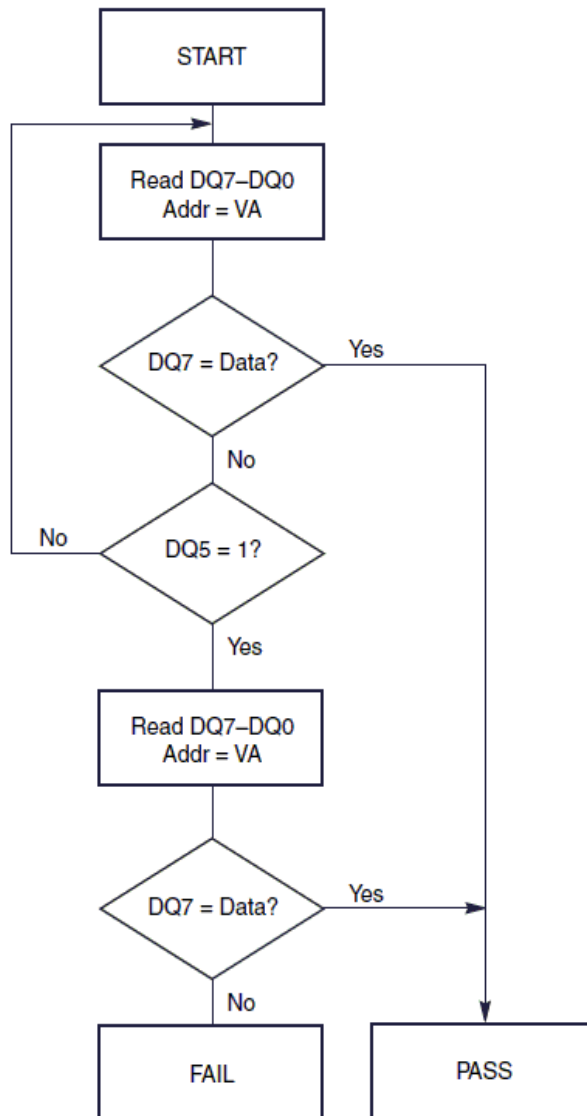 START
Read DQ7–DQ0
Addr = VA
DQ7 = Data?
Yes
No
DQ5 = 1?
No
Yes
Read DQ7–DQ0
Addr = VA
DQ7 = Data?
Yes
No
FAIL
PASS